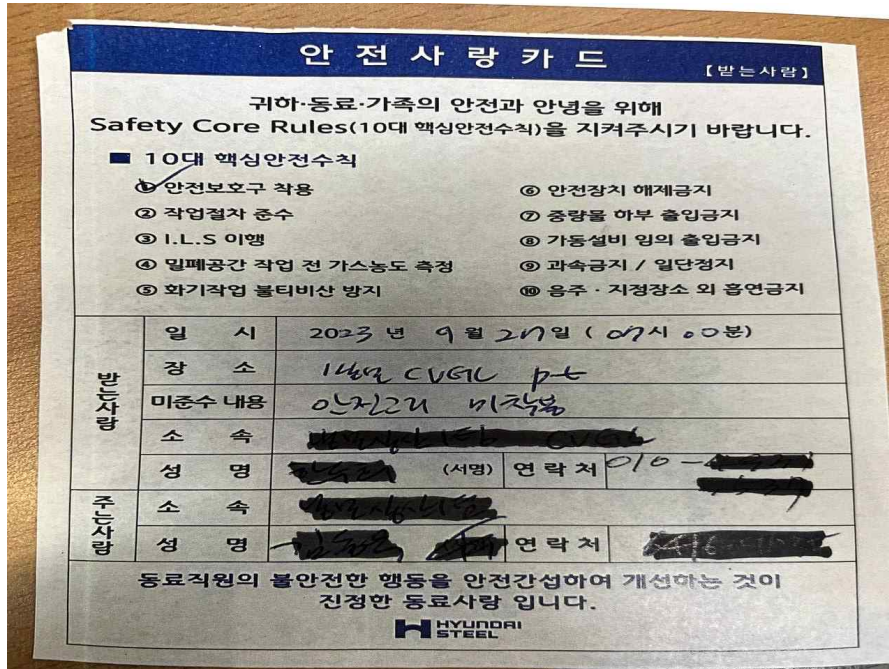 안전사랑카드
【받는사람】
귀하·동료·가족의 안전과 안녕을 위해
Safety Core Rules(10대 핵심안전수칙)을 지켜주시기 바랍니다.
■ 10대 핵심안전수칙
① 안전보호구 착용
② 작업절차 준수
③ I.L.S 이행
④ 밀폐공간 작업 전 가스농도 측정
⑤ 화기작업 불티비산 방지
⑥ 안전장치 해제금지
⑦ 중량물 하부 출입금지
⑧ 가동설비 임의 출입금지
⑨ 과속금지 / 일단정지
⑩ 음주 · 지정장소 외 흡연금지
받는사람
일 시 2023년 9월 27일 (07시 00분)
장 소 CVGL
미준수 내용 안전고리 미착용
소 속 CVGL
성 명 (서명) 연락처 010-
주는사람
소 속
성 명 연락처
동료직원의 불안전한 행동을 안전간섭하여 개선하는 것이
진정한 동료사랑 입니다.
HYUNDAI
STEEL